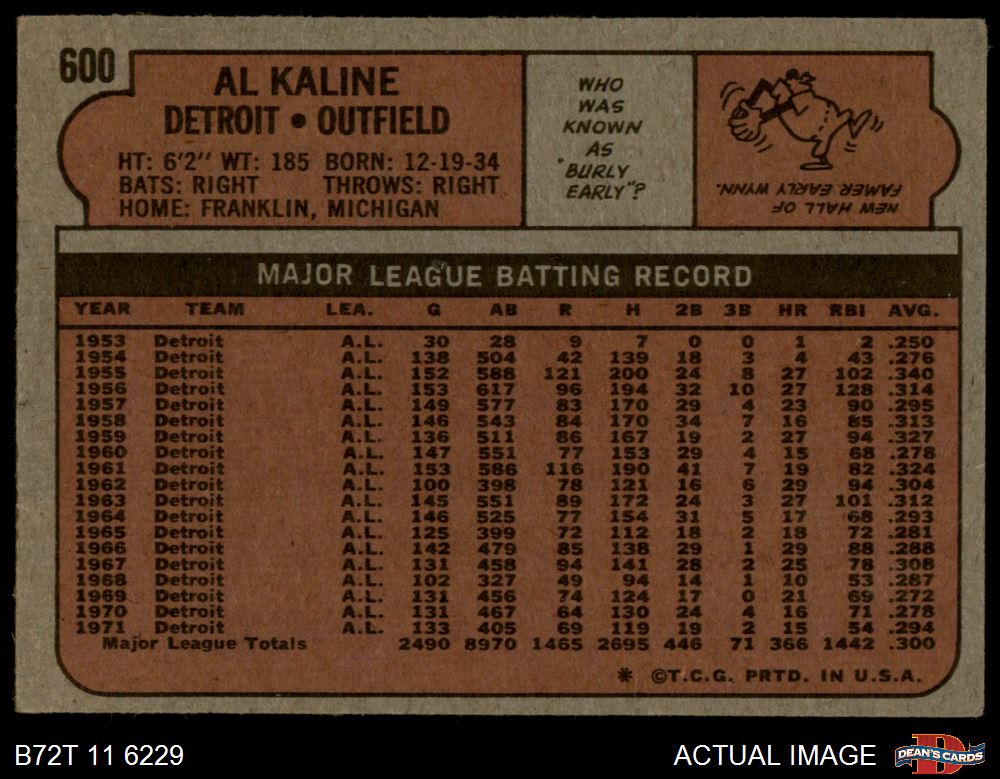 600
AL KALINE
DETROIT • OUTFIELD
HT: 6'2" WT: 185 BORN: 12-19-34
BATS: RIGHT THROWS: RIGHT
HOME: FRANKLIN, MICHIGAN
WHO
WAS
KNOWN
AS
"BURLY
EARLY"?
NEW HALL OF
FAMER EARLY WYNN.
MAJOR LEAGUE BATTING RECORD
YEAR TEAM LEA. G AB R H 2B 3B HR RBI AVG.
1953 Detroit A.L. 30 28 9 7 0 0 1 2 .250
1954 Detroit A.L. 138 504 42 139 18 3 4 43 .276
1955 Detroit A.L. 152 588 121 200 24 8 27 102 .340
1956 Detroit A.L. 153 617 96 194 32 10 27 128 .314
1957 Detroit A.L. 149 577 83 170 29 4 23 90 .295
1958 Detroit A.L. 146 543 84 170 34 7 16 85 .313
1959 Detroit A.L. 136 511 86 167 19 2 27 94 .327
1960 Detroit A.L. 147 551 77 153 29 4 15 68 .278
1961 Detroit A.L. 153 586 116 190 41 7 19 82 .324
1962 Detroit A.L. 100 398 78 121 16 6 29 94 .304
1963 Detroit A.L. 145 551 89 172 24 3 27 101 .312
1964 Detroit A.L. 146 525 77 154 31 5 17 68 .293
1965 Detroit A.L. 125 399 72 112 18 2 18 72 .281
1966 Detroit A.L. 142 479 85 138 29 1 29 88 .288
1967 Detroit A.L. 131 458 94 141 28 2 25 78 .308
1968 Detroit A.L. 102 327 49 94 14 1 10 53 .287
1969 Detroit A.L. 131 456 74 124 17 0 21 69 .272
1970 Detroit A.L. 131 467 64 130 24 4 16 71 .278
1971 Detroit A.L. 133 405 69 119 19 2 15 54 .294
Major League Totals 2490 8970 1465 2695 446 71 366 1442 .300
* ©T.C.G. PRTD. IN U.S.A.
B72T 11 6229
ACTUAL IMAGE
DEAN'S CARDS